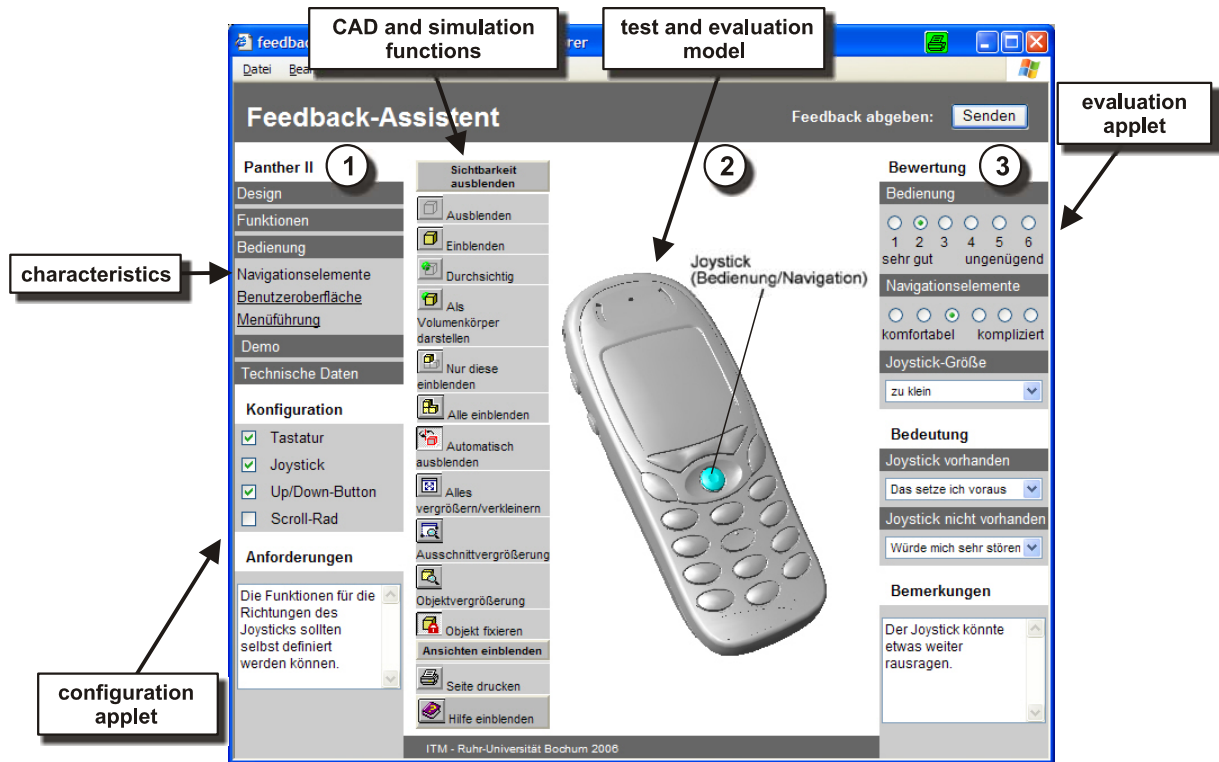 CAD and simulation
functions
test and evaluation
model
evaluation
applet
characteristics
configuration
applet
Datei
Feedback-Assistent
Feedback abgeben:
Senden
Panther II
1
Design
Funktionen
Bedienung
Navigationselemente
Benutzeroberfläche
Menüführung
Demo
Technische Daten
Konfiguration
Tastatur
Joystick
Up/Down-Button
Scroll-Rad
Anforderungen
Die Funktionen für die
Richtungen des
Joysticks sollten
selbst definiert
werden können.
Sichtbarkeit
ausblenden
Ausblenden
Einblenden
Durchsichtig
Als
Volumenkörper
darstellen
Nur diese
einblenden
Alle einblenden
Automatisch
ausblenden
Alles
vergrößern/verkleinern
Ausschnittvergrößerung
Objektvergrößerung
Objekt fixieren
Ansichten einblenden
Seite drucken
Hilfe einblenden
2
Joystick
(Bedienung/Navigation)
Bewertung
3
Bedienung
1 2 3 4 5 6
sehr gut ungenügend
Navigationselemente
komfortabel kompliziert
Joystick-Größe
zu klein
Bedeutung
Joystick vorhanden
Das setze ich voraus
Joystick nicht vorhanden
Würde mich sehr stören
Bemerkungen
Der Joystick könnte
etwas weiter
rausragen.
ITM - Ruhr-Universität Bochum 2006